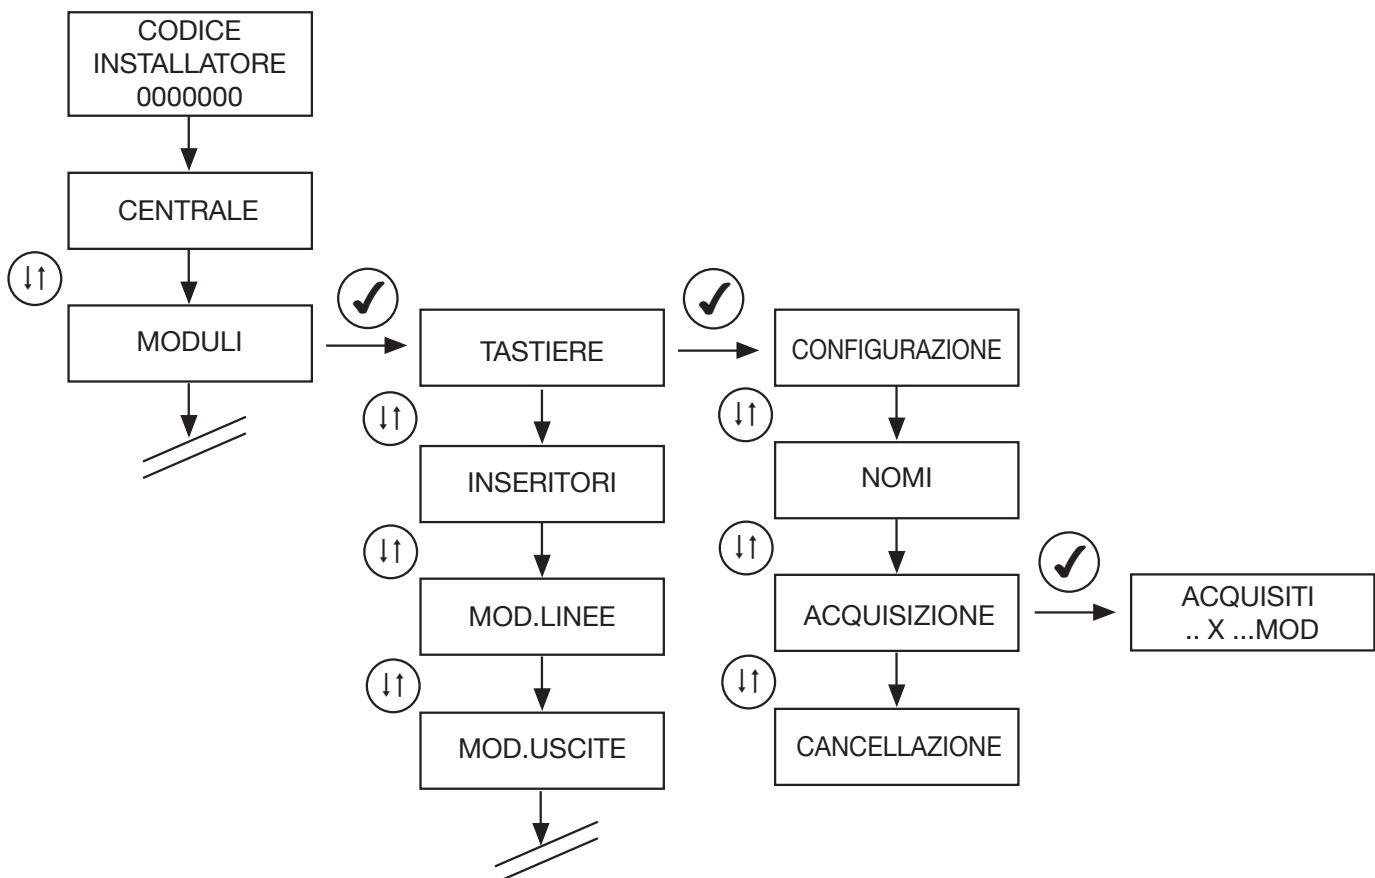 CODICE
INSTALLATORE
0000000
CENTRALE
MODULI
TASTIERE
CONFIGURAZIONE
INSERITORI
NOMI
MOD.LINEE
ACQUISIZIONE
ACQUISITI
.. X ...MOD
MOD.USCITE
CANCELLAZIONE